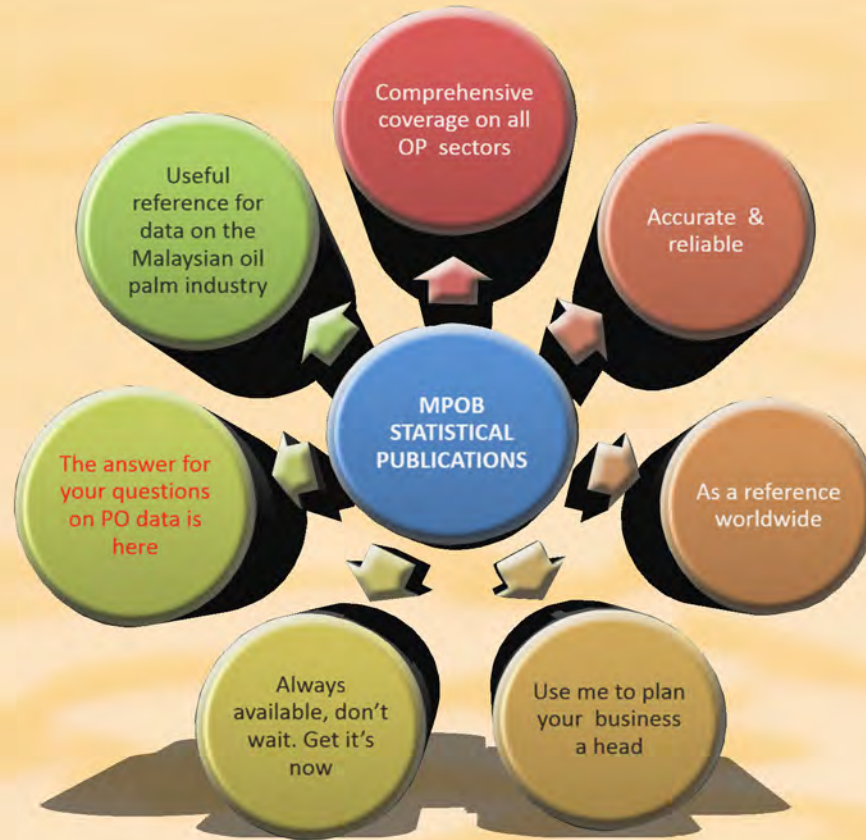 Comprehensive
coverage on all
OP sectors
Accurate & 
reliable
As a reference
worldwide
Use me to plan
your business
a head
Always
available, don't
wait. Get it's
now
The answer for
your questions
on PO data is
here
Useful
reference for
data on the
Malaysian oil
palm industry
MPOB
STATISTICAL
PUBLICATIONS